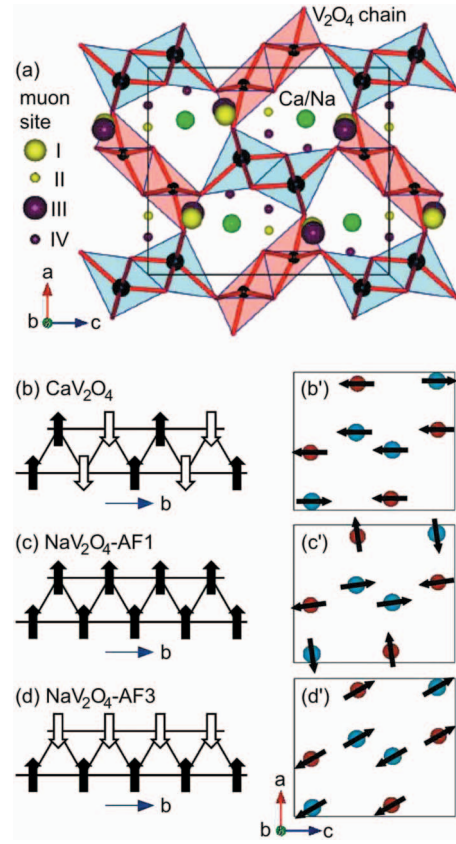 V₂O₄ chain
(a)
muon
site
Ca/Na
I
II
III
IV
a
b
c
(b) CaV₂O₄
(b')
b
(c) NaV₂O₄-AF1
(c')
b
(d) NaV₂O₄-AF3
(d')
b
a
b
c